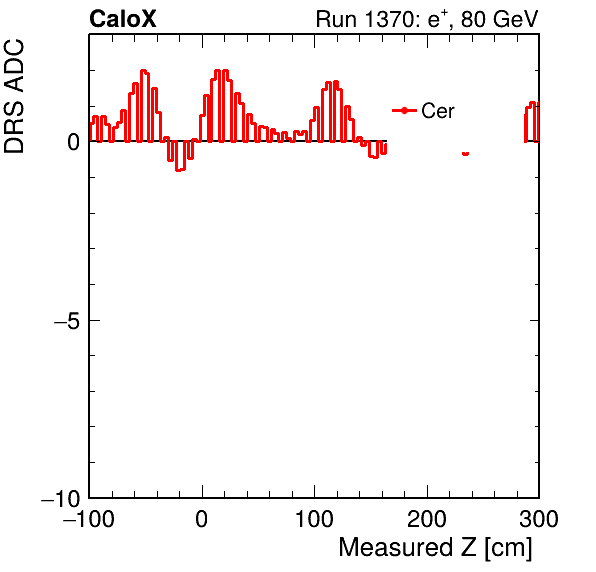 CaloX Run 1370: e⁺, 80 GeV
DRS ADC
Cer
0
−5
−10
−100 0 100 200 300
Measured Z [cm]